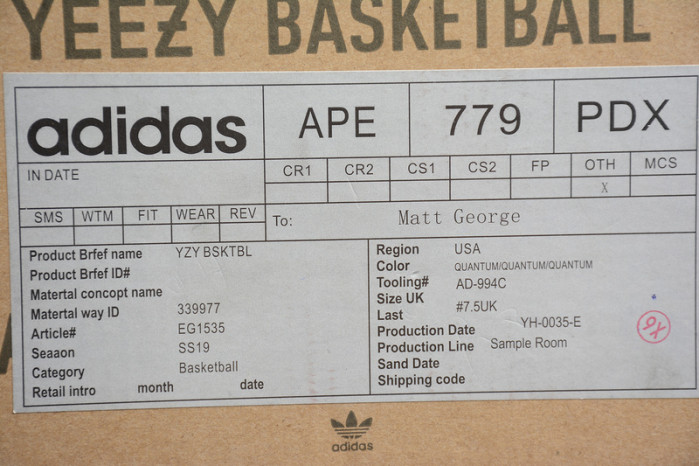 YEEZY BASKETBALL
adidas
APE
779
PDX
IN DATE
CR1 CR2 CS1 CS2 FP OTH MCS
X
SMS WTM FIT WEAR REV
To: Matt George
Product Brfef name YZY BSKTBL
Product Brfef ID#
Matertal concept name
Matertal way ID 339977
Article# EG1535
Seaaon SS19
Category Basketball
Retail intro month date
Region USA
Color QUANTUM/QUANTUM/QUANTUM
Tooling# AD-994C
Size UK #7.5UK
Last YH-0035-E
Production Date
Production Line Sample Room
Sand Date
Shipping code
adidas